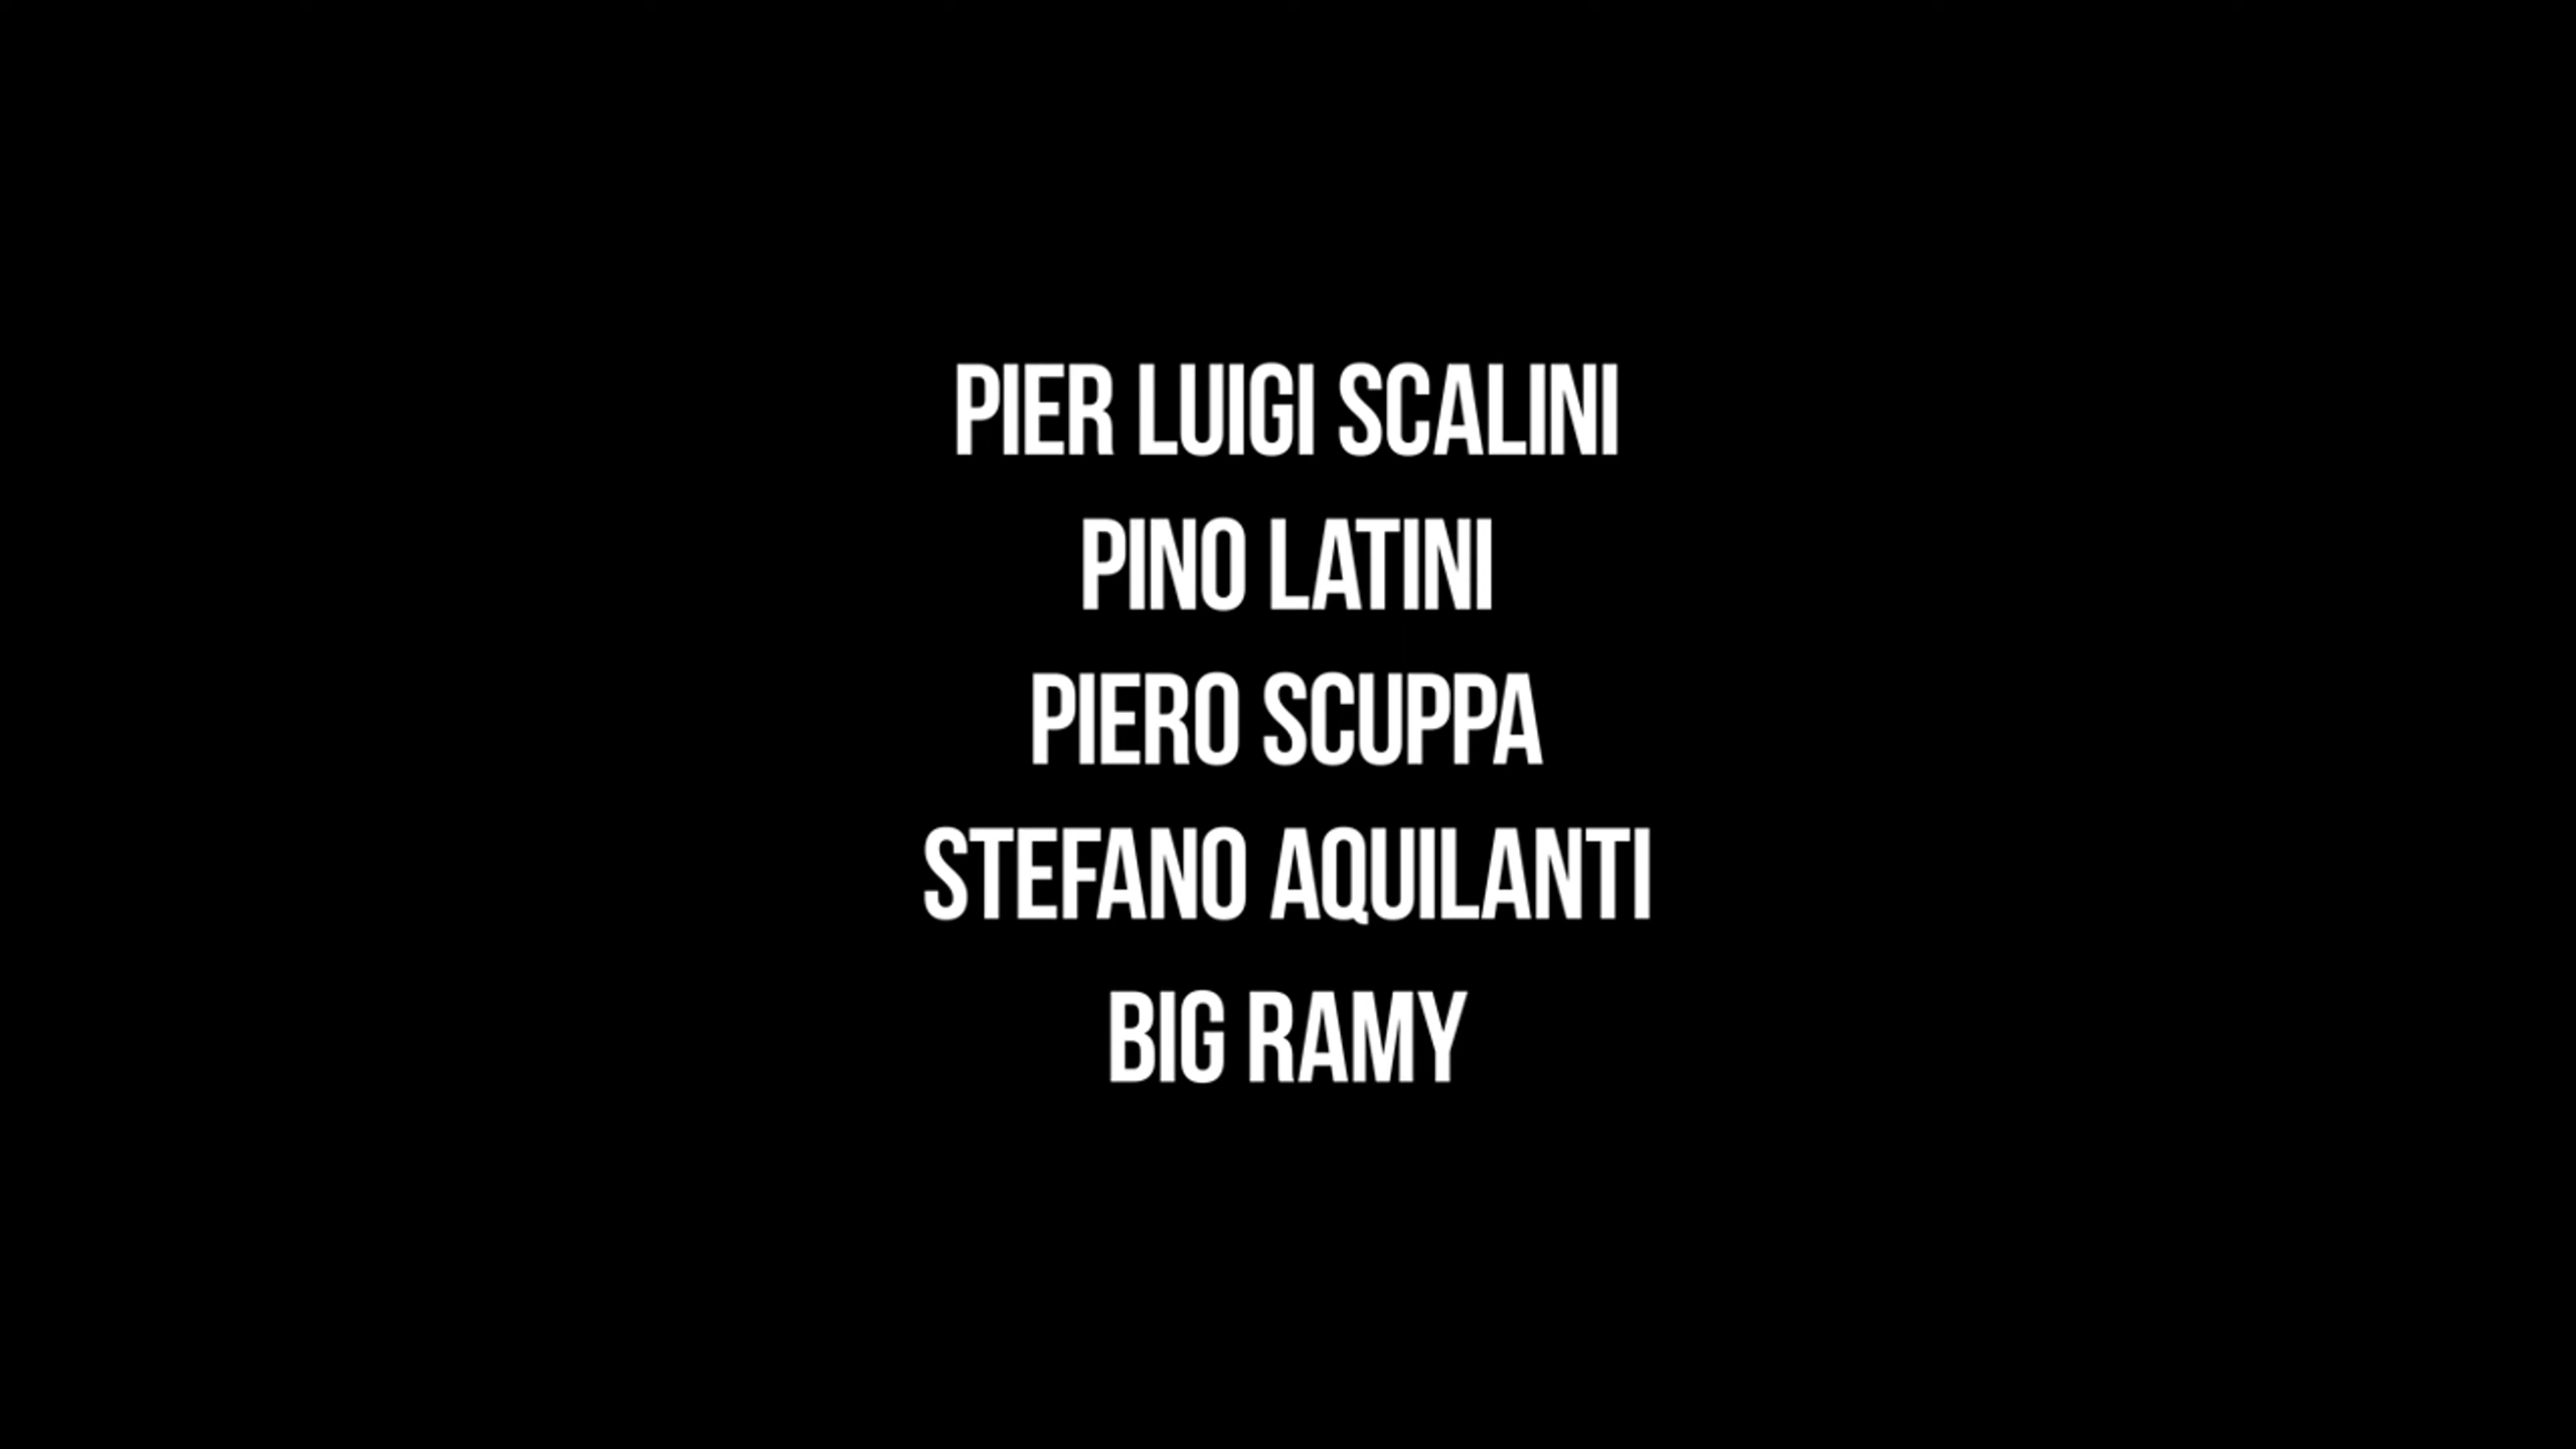 PIER LUIGI SCALINI
PINO LATINI
PIERO SCUPPA
STEFANO AQUILANTI
BIG RAMY